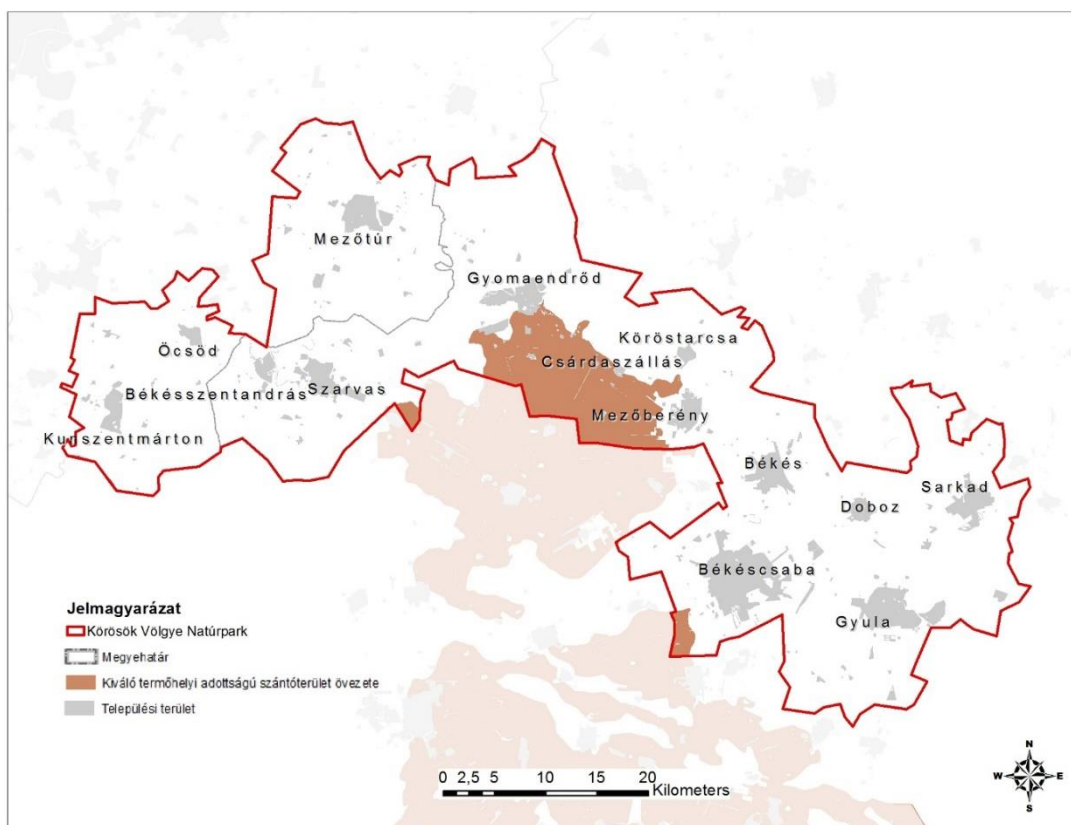 Mezőtúr
Gyomaendrőd
Köröstarcsa
Öcsöd
Csárdaszállás
Békésszentandrás
Szarvas
Mezőberény
Kunszentmárton
Békés
Sarkad
Doboz
Békéscsaba
Gyula
Jelmagyarázat
Körösök Völgye Natúrpark
Megyehatár
Kiváló termőhelyi adottságú szántóterület övezete
Települési terület
0 2,5 5 10 15 20
Kilometers
N
W E
S